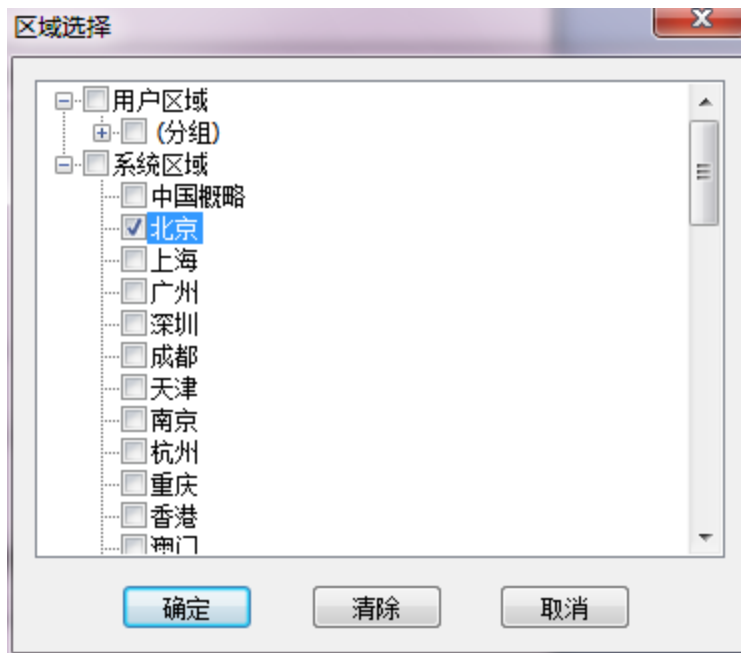 区域选择
用户区域
(分组)
系统区域
中国概略
北京
上海
广州
深圳
成都
天津
南京
杭州
重庆
香港
澳门
确定 清除 取消